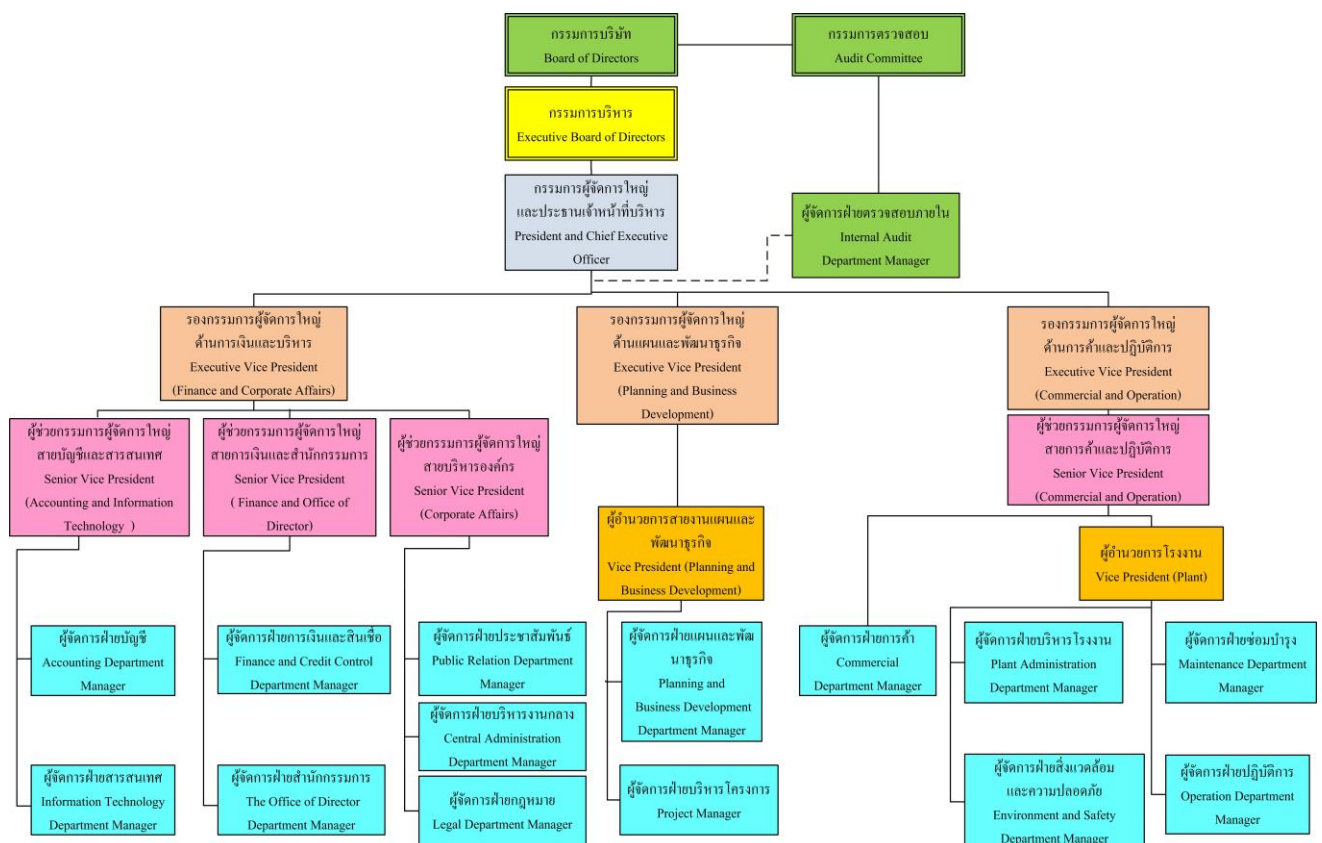 กรรมการบริษัท
Board of Directors
กรรมการตรวจสอบ
Audit Committee
กรรมการบริหาร
Executive Board of Directors
กรรมการผู้จัดการใหญ่
และประธานเจ้าหน้าที่บริหาร
President and Chief Executive
Officer
ผู้จัดการฝ่ายตรวจสอบภายใน
Internal Audit
Department Manager
รองกรรมการผู้จัดการใหญ่
ด้านการเงินและบริหาร
Executive Vice President
(Finance and Corporate Affairs)
รองกรรมการผู้จัดการใหญ่
ด้านแผนและพัฒนาธุรกิจ
Executive Vice President
(Planning and Business
Development)
รองกรรมการผู้จัดการใหญ่
ด้านการค้าและปฏิบัติการ
Executive Vice President
(Commercial and Operation)
ผู้ช่วยกรรมการผู้จัดการใหญ่
สายบัญชีและสารสนเทศ
Senior Vice President
(Accounting and Information
Technology )
ผู้ช่วยกรรมการผู้จัดการใหญ่
สายการเงินและสำนักกรรมการ
Senior Vice President
( Finance and Office of
Director)
ผู้ช่วยกรรมการผู้จัดการใหญ่
สายบริหารองค์กร
Senior Vice President
(Corporate Affairs)
ผู้ช่วยกรรมการผู้จัดการใหญ่
สายการค้าและปฏิบัติการ
Senior Vice President
(Commercial and Operation)
ผู้อำนวยการสายงานแผนและ
พัฒนาธุรกิจ
Vice President (Planning and
Business Development)
ผู้อำนวยการโรงงาน
Vice President (Plant)
ผู้จัดการฝ่ายบัญชี
Accounting Department
Manager
ผู้จัดการฝ่ายการเงินและสินเชื่อ
Finance and Credit Control
Department Manager
ผู้จัดการฝ่ายประชาสัมพันธ์
Public Relation Department
Manager
ผู้จัดการฝ่ายแผนและพัฒ
นาธุรกิจ
Planning and
Business Development
Department Manager
ผู้จัดการฝ่ายการค้า
Commercial
Department Manager
ผู้จัดการฝ่ายบริหารโรงงาน
Plant Administration
Department Manager
ผู้จัดการฝ่ายซ่อมบำรุง
Maintenance Department
Manager
ผู้จัดการฝ่ายบริหารงานกลาง
Central Administration
Department Manager
ผู้จัดการฝ่ายสารสนเทศ
Information Technology
Department Manager
ผู้จัดการฝ่ายสำนักกรรมการ
The Office of Director
Department Manager
ผู้จัดการฝ่ายกฎหมาย
Legal Department Manager
ผู้จัดการฝ่ายบริหารโครงการ
Project Manager
ผู้จัดการฝ่ายสิ่งแวดล้อม
และความปลอดภัย
Environment and Safety
Department Manager
ผู้จัดการฝ่ายปฏิบัติการ
Operation Department
Manager